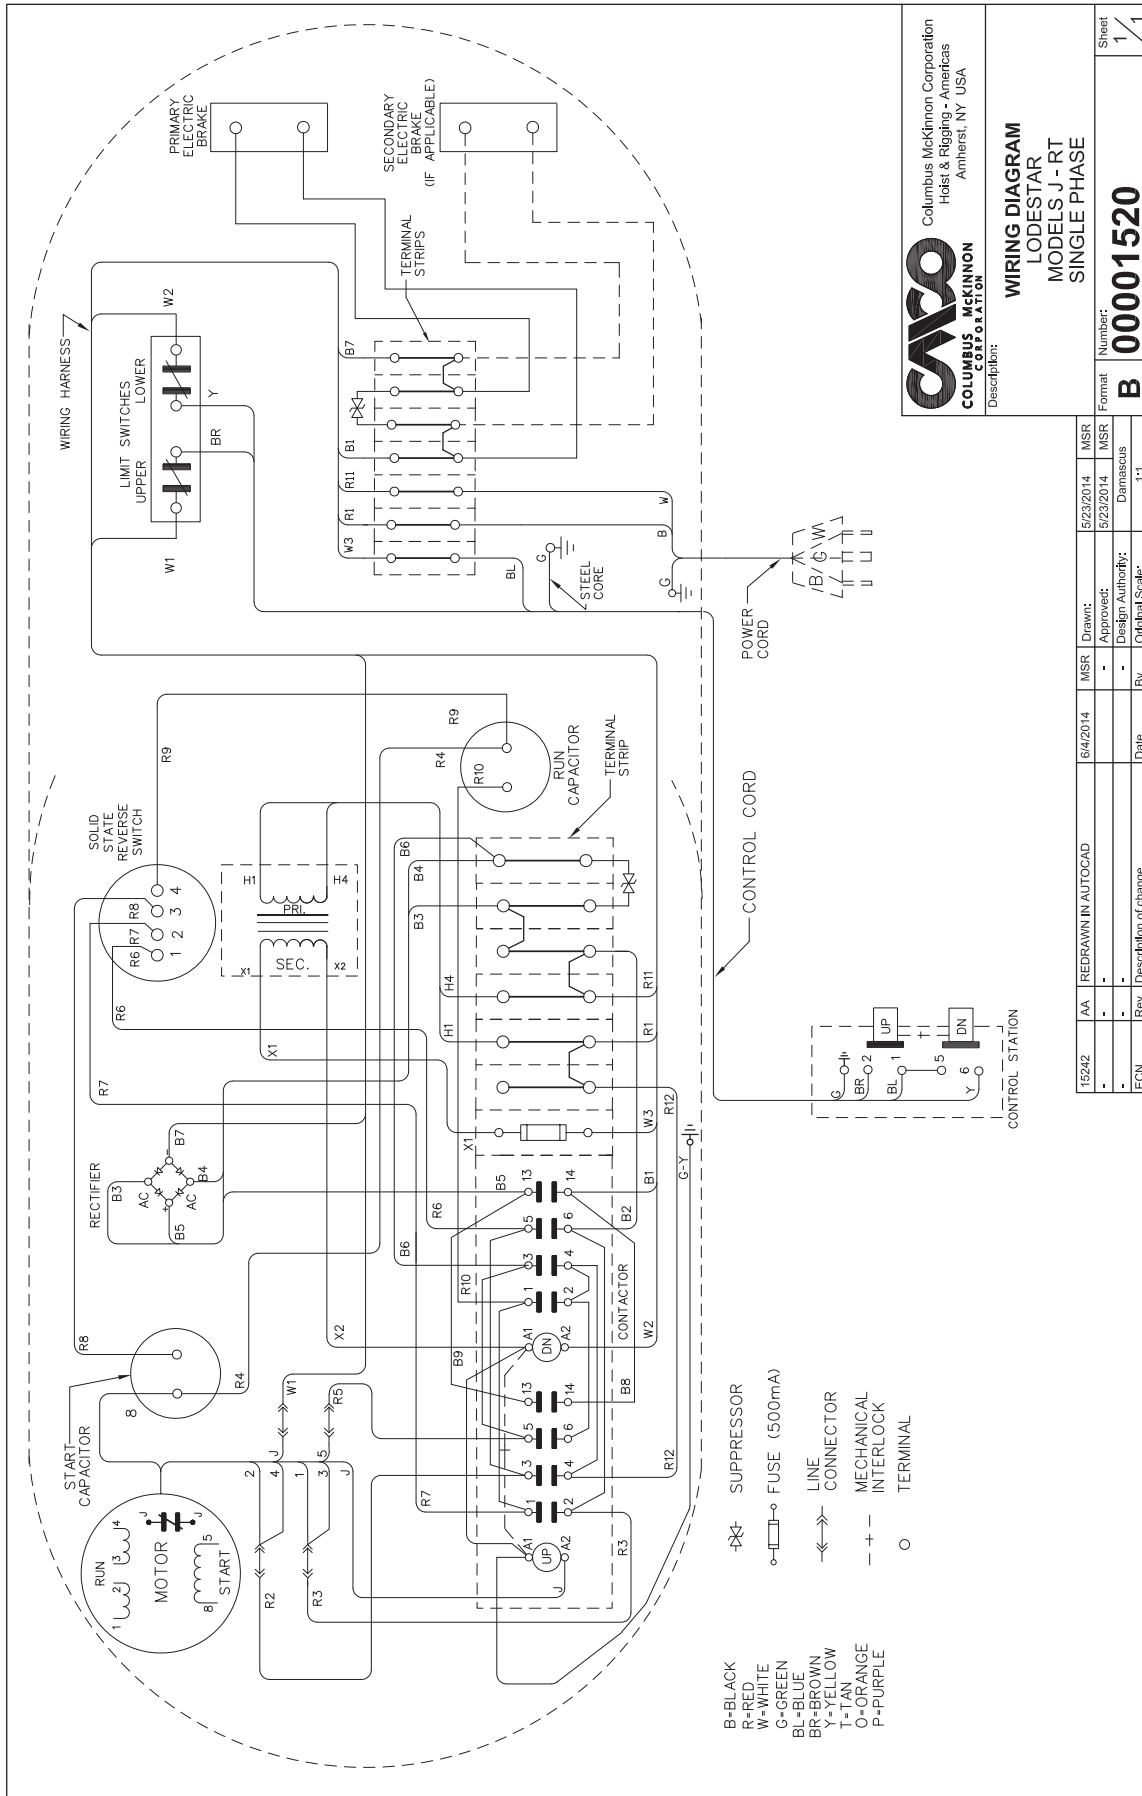 WIRING HARNESS
LIMIT SWITCHES
UPPER
LOWER
W1
W2
BR
Y
PRIMARY
ELECTRIC
BRAKE
SECONDARY
ELECTRIC
BRAKE
(IF APPLICABLE)
TERMINAL
STRIPS
W3
R1
R11
B1
B7
BL
G
STEEL
CORE
G
B
W
POWER
CORD
B
G
W
SOLID
STATE
REVERSE
SWITCH
1
2
3
4
R6
R7
R8
R9
R6
R7
R9
H1
H4
PRI.
SEC.
X1
X2
X1
R4
R10
RUN
CAPACITOR
TERMINAL
STRIP
RECTIFIER
B3
AC
B7
-
+
AC
B4
B5
START
CAPACITOR
8
R8
R4
X2
MOTOR
RUN
1
2
3
4
J
J
START
8
5
2
4
J
1
3
5
J
W1
R5
R2
R3
R7
R12
R3
B8
B9
R10
B6
R6
B5
X1
H1
H4
B3
B4
B6
J
A1
UP
A2
1
2
3
4
5
6
13
14
A1
DN
A2
1
2
3
4
5
6
13
14
CONTACTOR
W2
B2
B1
W3
R12
R1
R11
G-Y
CONTROL CORD
G
BR
2
BL
1
5
Y
6
UP
DN
CONTROL STATION
SUPPRESSOR
FUSE (500mA)
LINE
CONNECTOR
MECHANICAL
INTERLOCK
TERMINAL
B=BLACK
R=RED
W=WHITE
G=GREEN
BL=BLUE
BR=BROWN
Y=YELLOW
T=TAN
O=ORANGE
P=PURPLE
COLUMBUS McKINNON
CORPORATION
Columbus McKinnon Corporation
Hoist & Rigging - Americas
Amherst, NY USA
Description:
WIRING DIAGRAM
LODESTAR
MODELS J - RT
SINGLE PHASE
Format
B
Number:
00001520
Sheet
1/1
15242 AA REDRAWN IN AUTOCAD 6/4/2014 MSR
- - - - -
- - - - -
ECN Rev Description of change Date By
Drawn: 5/23/2014 MSR
Approved: 5/23/2014 MSR
Design Authority: Damascus
Original Scale: 1:1